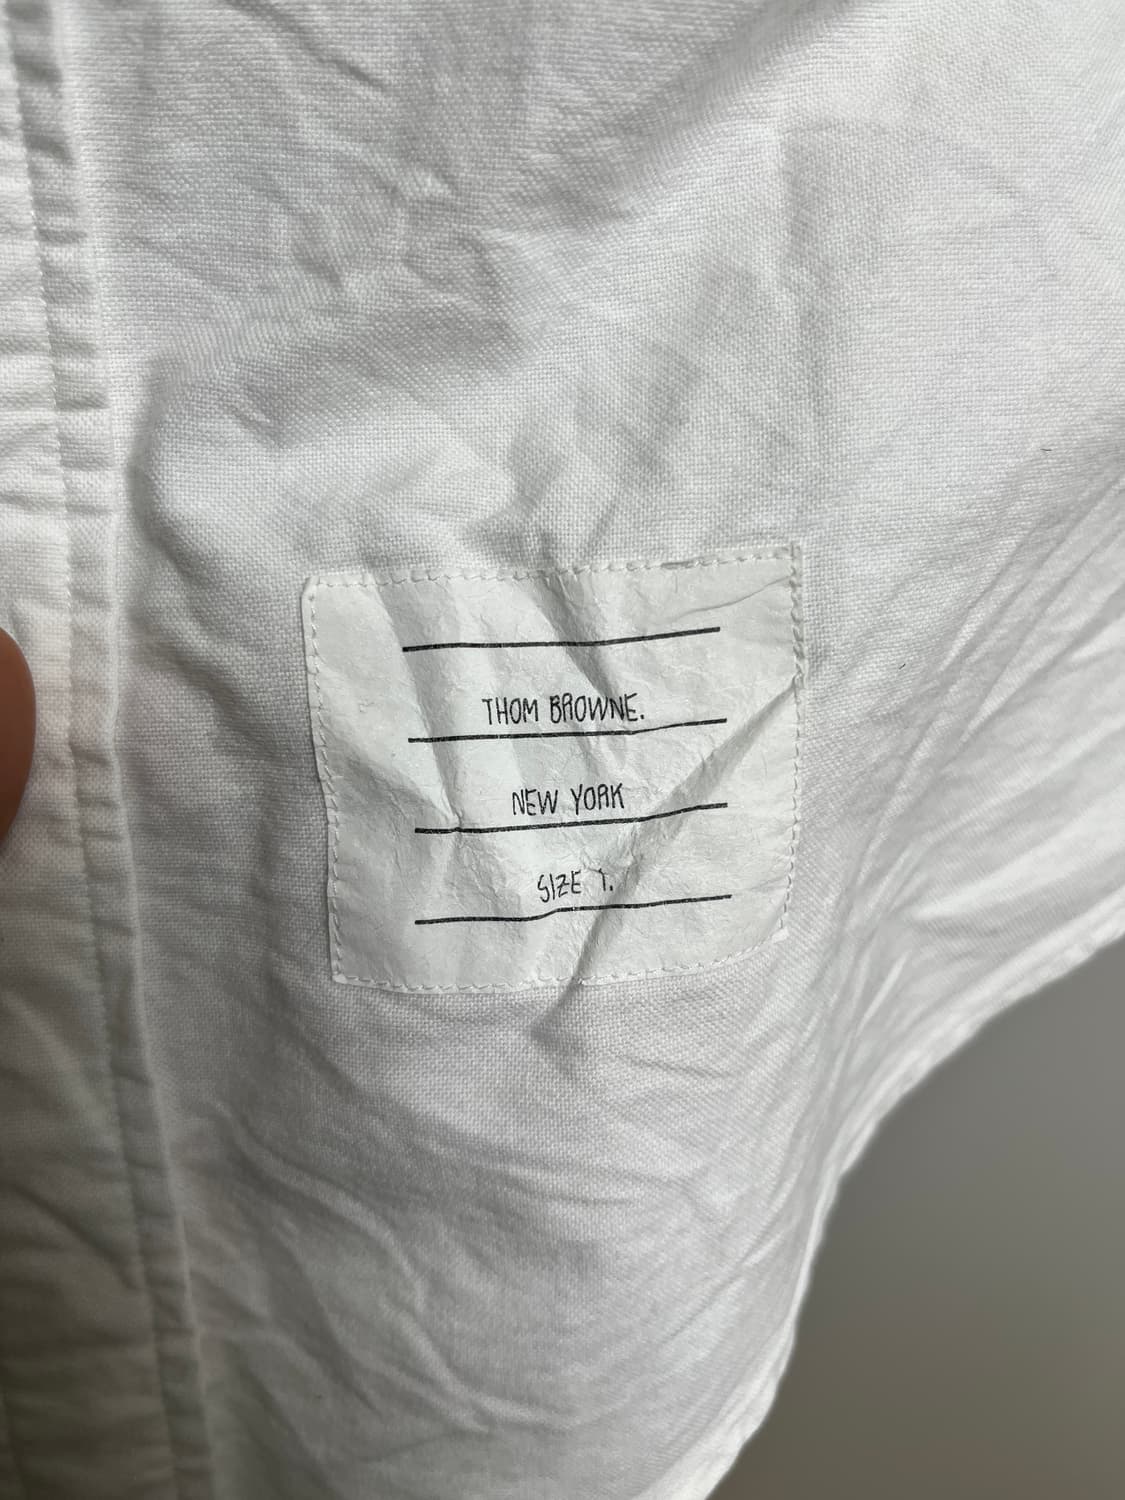 THOM BROWNE.
NEW YORK
SIZE 1.